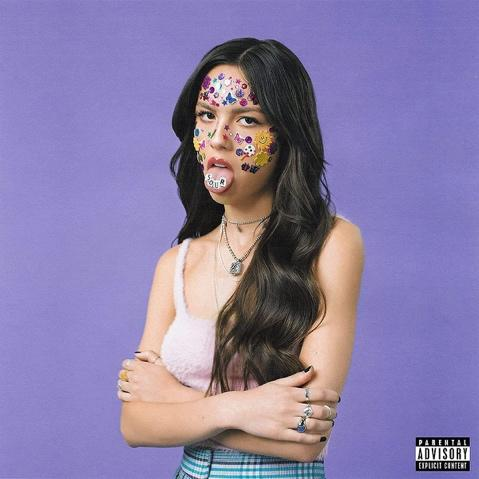 SOUR
PARENTAL
ADVISORY
EXPLICIT CONTENT